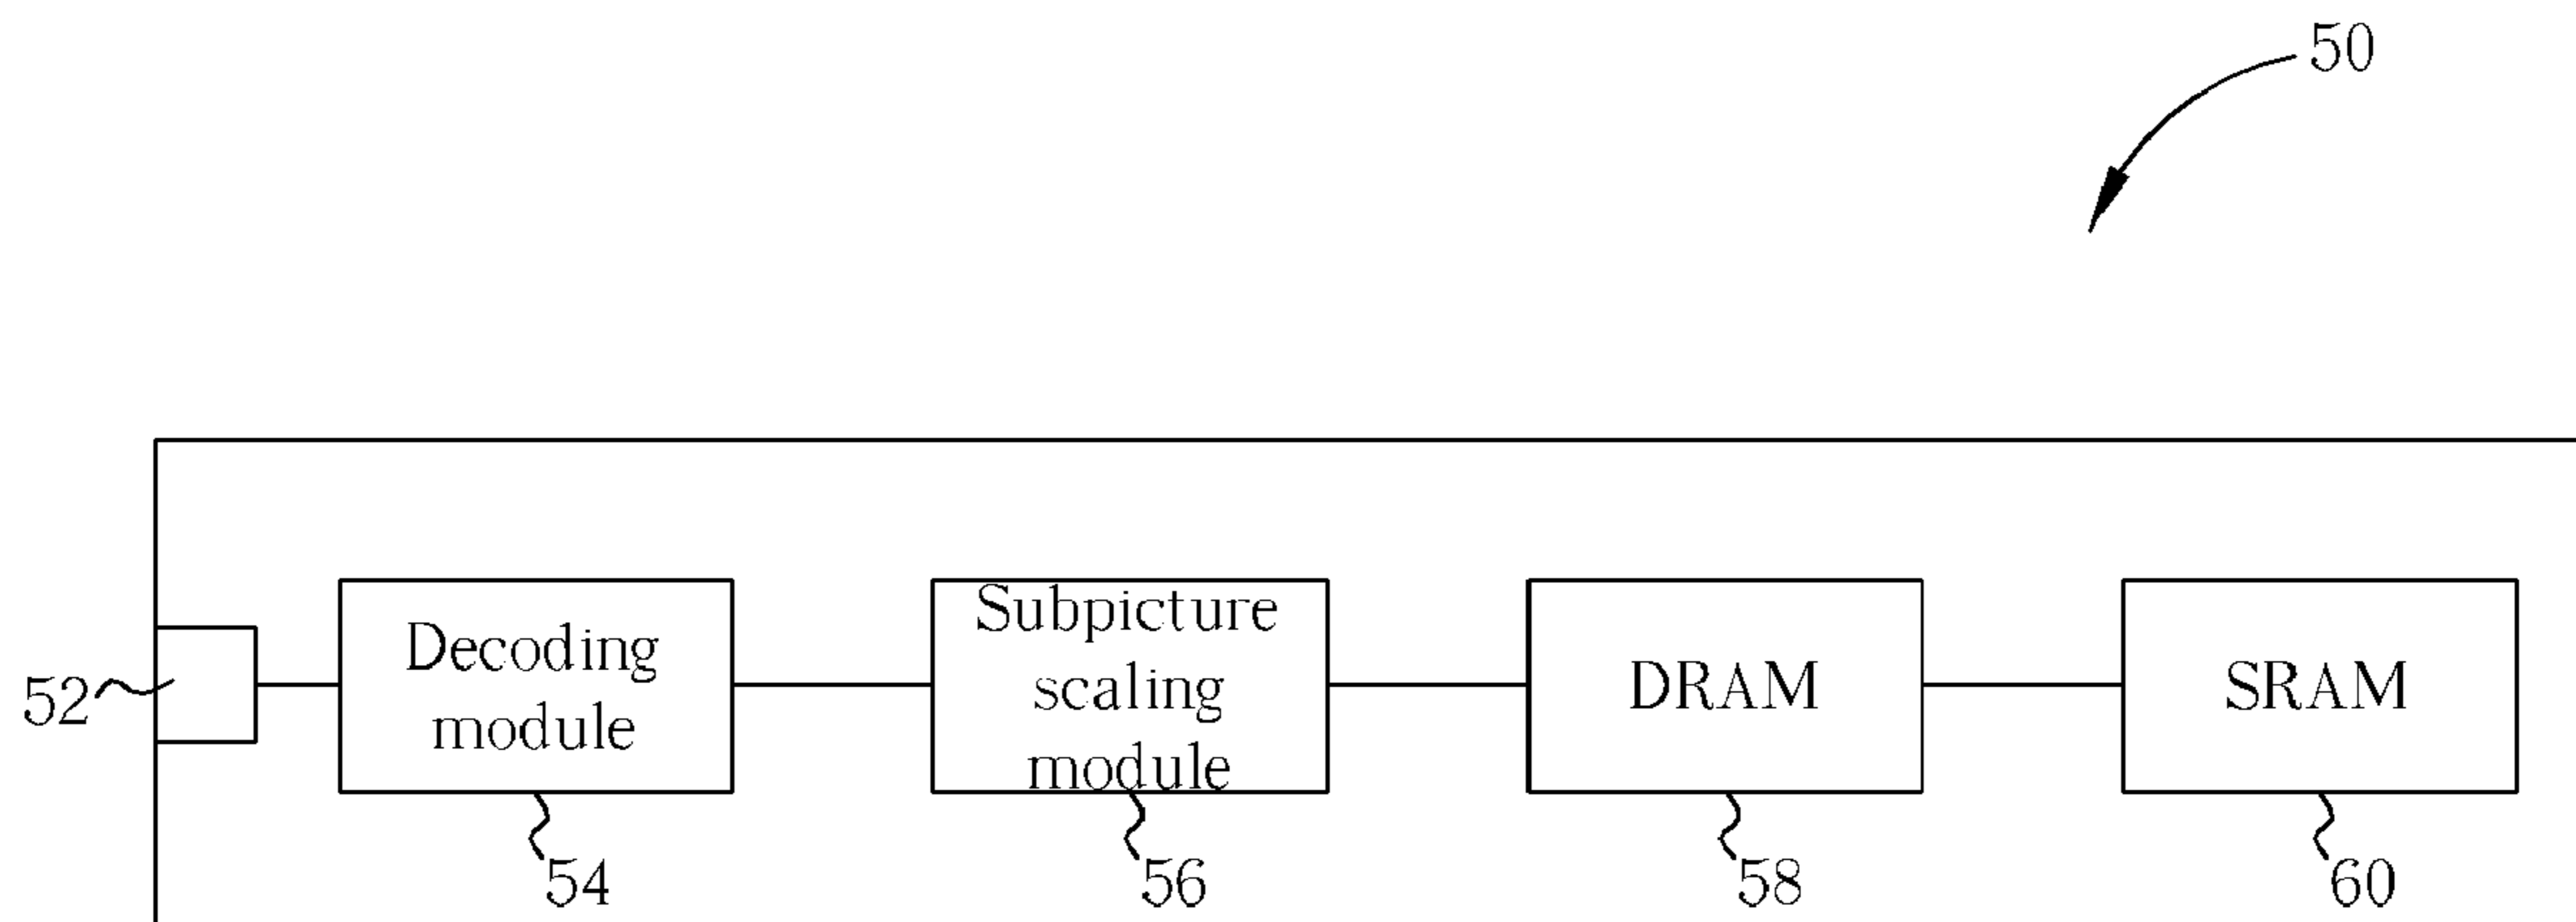 50
Decoding
module
Subpicture
scaling
module
DRAM
SRAM
52
54
56
58
60